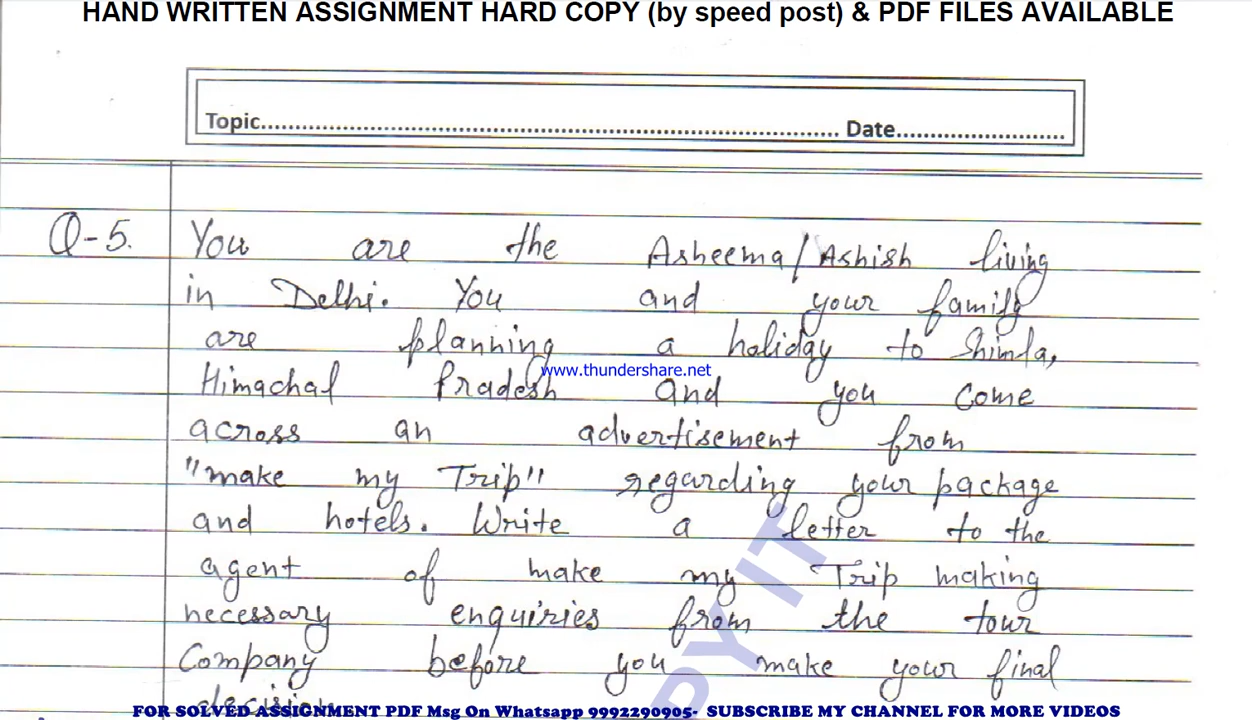 HAND WRITTEN ASSIGNMENT HARD COPY (by speed post) & PDF FILES AVAILABLE
Topic.................................................................................... Date.........................
Q-5. You are the Asheema/Ashish living
in Delhi. You and your family
are planning a holiday to Shimla,
www.thundershare.net
Himachal Pradesh and you come
across an advertisement from
"make my Trip" regarding your package
and hotels. Write a letter to the
agent of make my Trip making
necessary enquiries from the tour
Company before you make your final
decision
PY IT
FOR SOLVED ASSIGNMENT PDF Msg On Whatsapp 9992290905- SUBSCRIBE MY CHANNEL FOR MORE VIDEOS